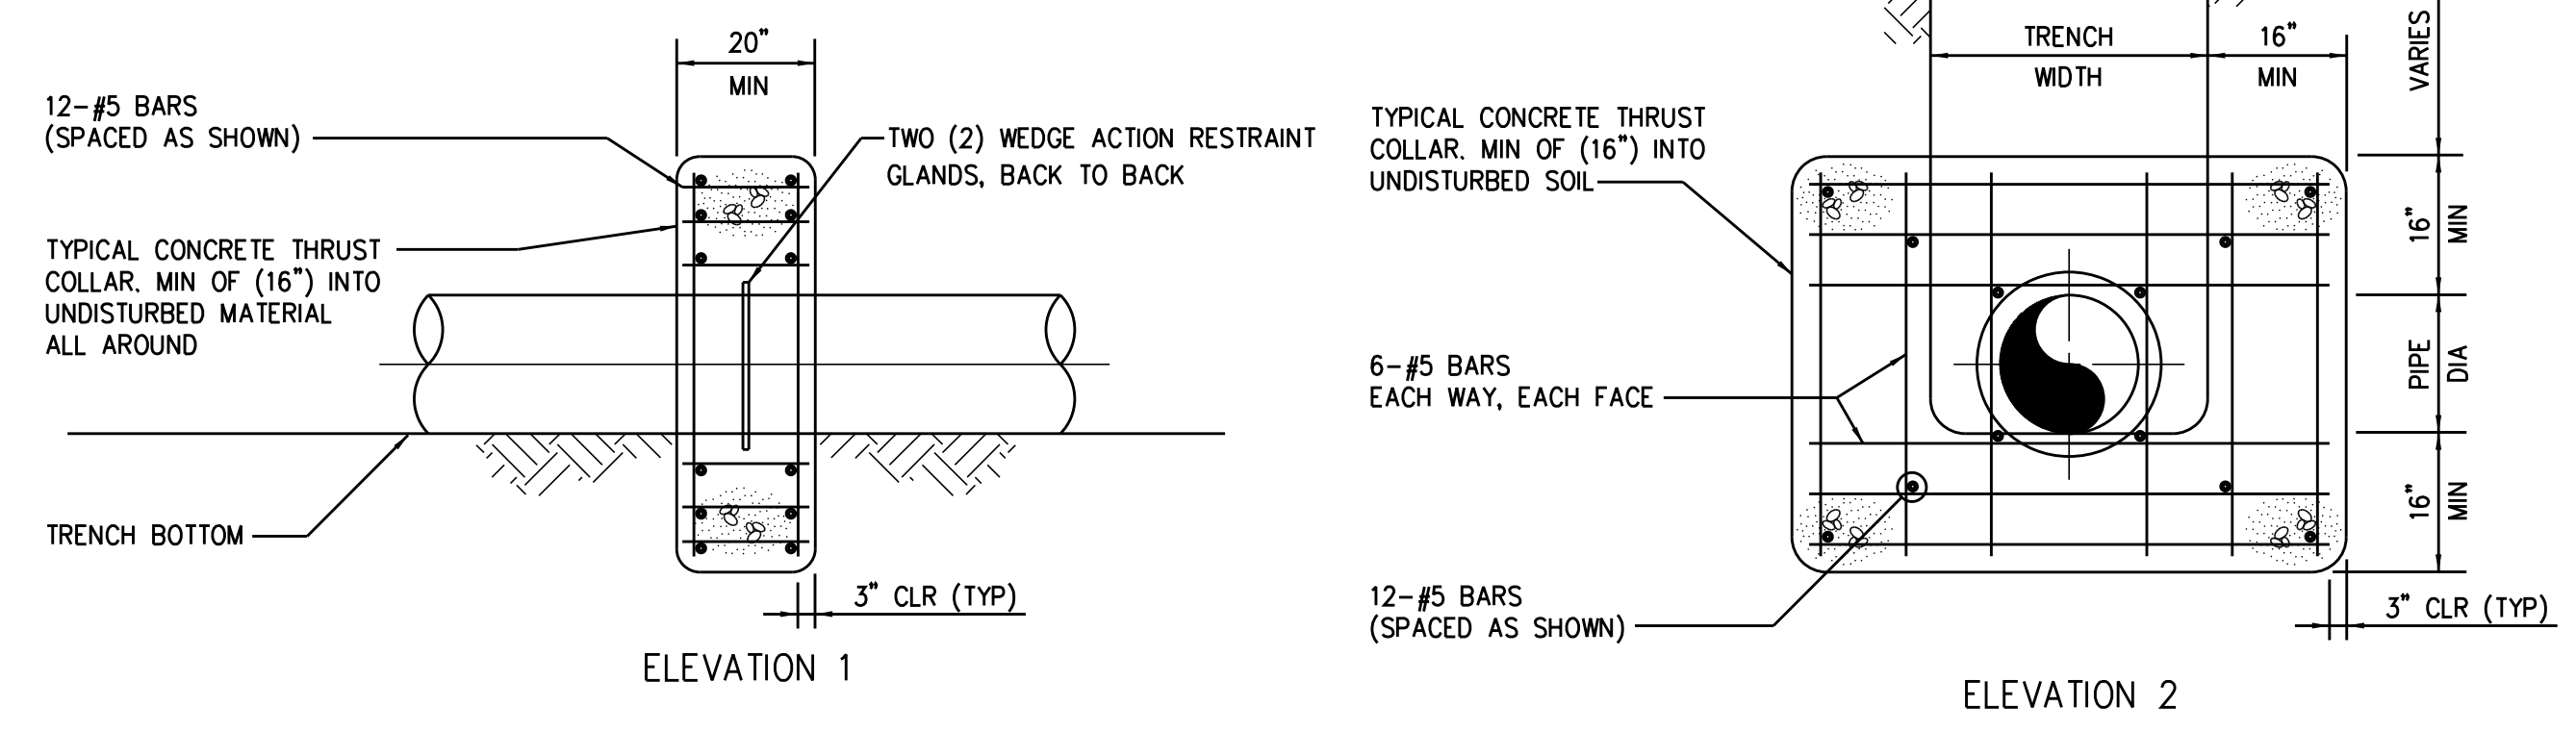 20"
MIN
12-#5 BARS
(SPACED AS SHOWN)
TWO (2) WEDGE ACTION RESTRAINT
GLANDS, BACK TO BACK
TYPICAL CONCRETE THRUST
COLLAR. MIN OF (16") INTO
UNDISTURBED MATERIAL
ALL AROUND
TRENCH BOTTOM
3" CLR (TYP)
ELEVATION 1
TRENCH
WIDTH
16"
MIN
VARIES
TYPICAL CONCRETE THRUST
COLLAR. MIN OF (16") INTO
UNDISTURBED SOIL
16"
MIN
6-#5 BARS
EACH WAY, EACH FACE
PIPE
DIA
16"
MIN
12-#5 BARS
(SPACED AS SHOWN)
3" CLR (TYP)
ELEVATION 2